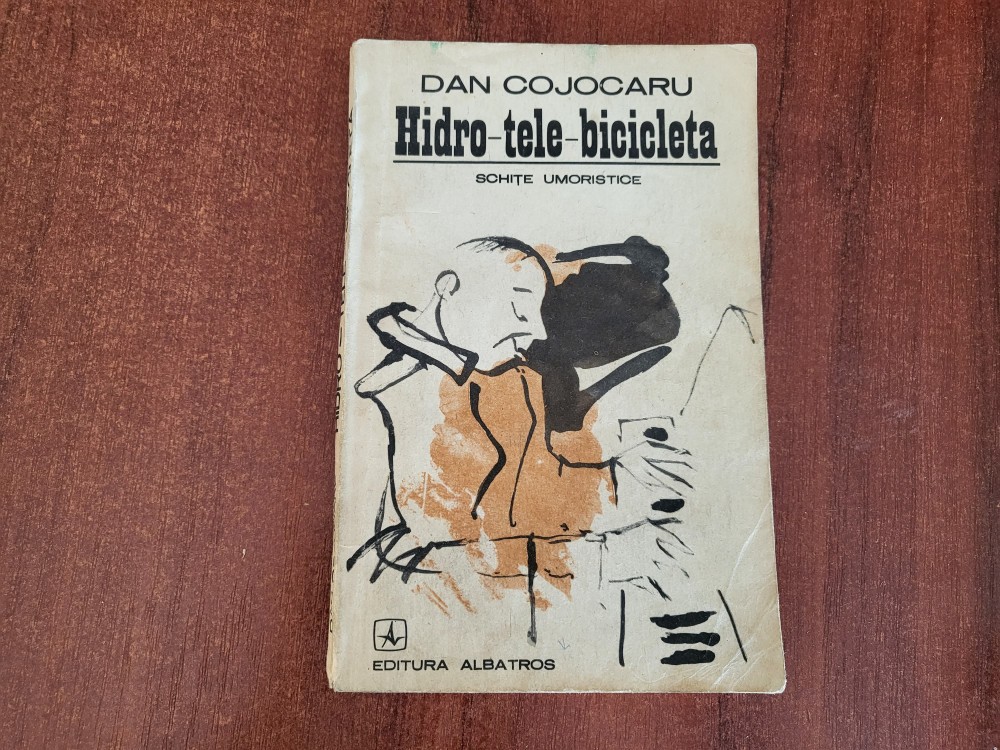 DAN COJOCARU
Hidro-tele-bicicleta
SCHIȚE UMORISTICE
EDITURA ALBATROS